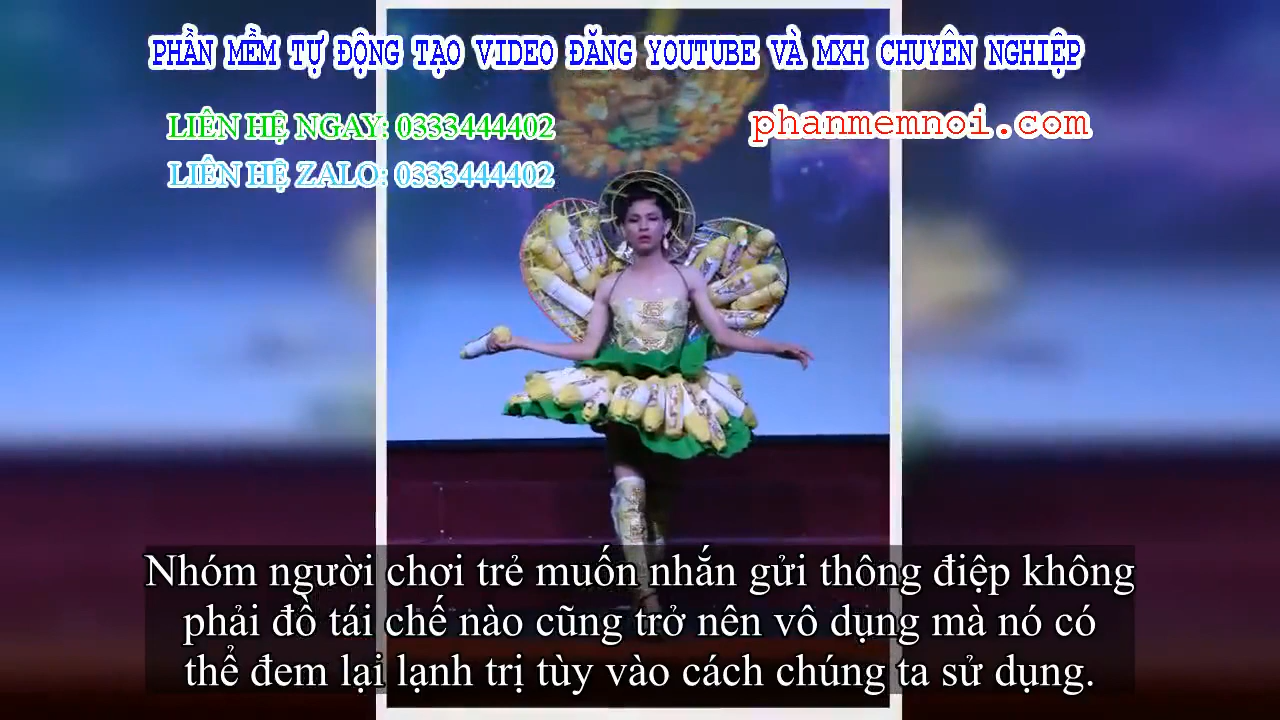 PHẦN MỀM TỰ ĐỘNG TẠO VIDEO ĐĂNG YOUTUBE VÀ MXH CHUYÊN NGHIỆP
LIÊN HỆ NGAY: 0333444402
phanmemnoi.com
LIÊN HỆ ZALO: 0333444402
Nhóm người chơi trẻ muốn nhắn gửi thông điệp không
phải đồ tái chế nào cũng trở nên vô dụng mà nó có
thể đem lại lạnh trị tùy vào cách chúng ta sử dụng.